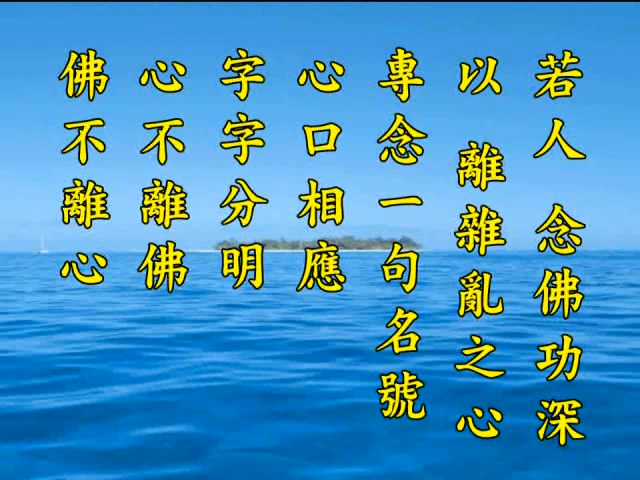 若人 念佛功深
以 離雜亂之心
專念一句名號
心口相應
字字分明
心不離佛
佛不離心